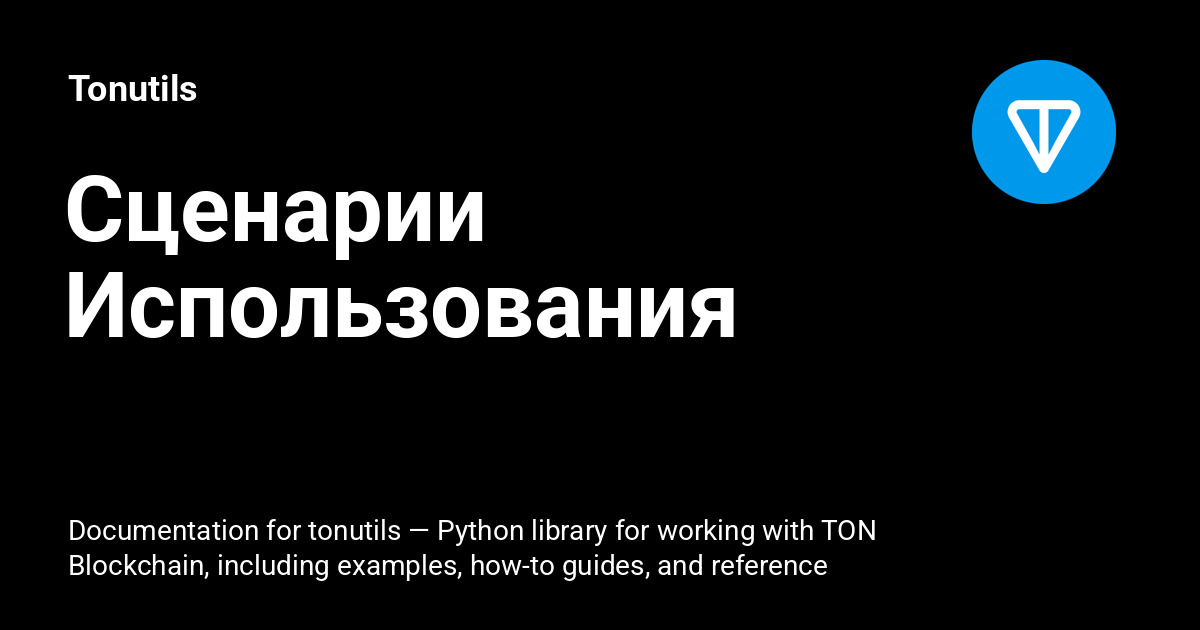 Tonutils
Сценарии
Использования
Documentation for tonutils — Python library for working with TON
Blockchain, including examples, how-to guides, and reference